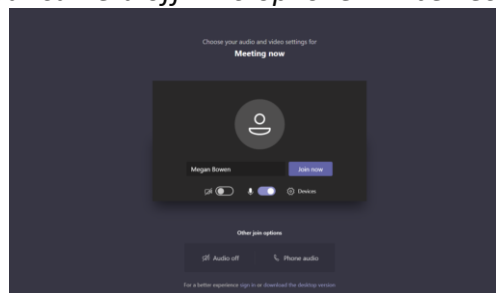 Choose your audio and video settings for
Meeting now
Megan Bowen
Join now
Devices
Other join options
Audio off
Phone audio
For a better experience sign in or download the desktop version